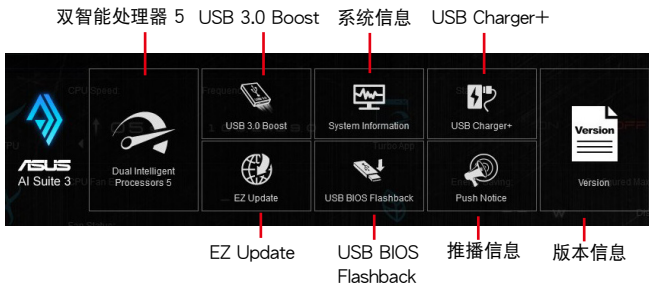 双智能处理器 5 USB 3.0 Boost 系统信息 USB Charger+
USB 3.0 Boost System Information USB Charger+
Version
ASUS
AI Suite 3
Dual Intelligent
Processors 5
EZ Update USB BIOS Flashback Push Notice Version
EZ Update USB BIOS
Flashback
推播信息 版本信息